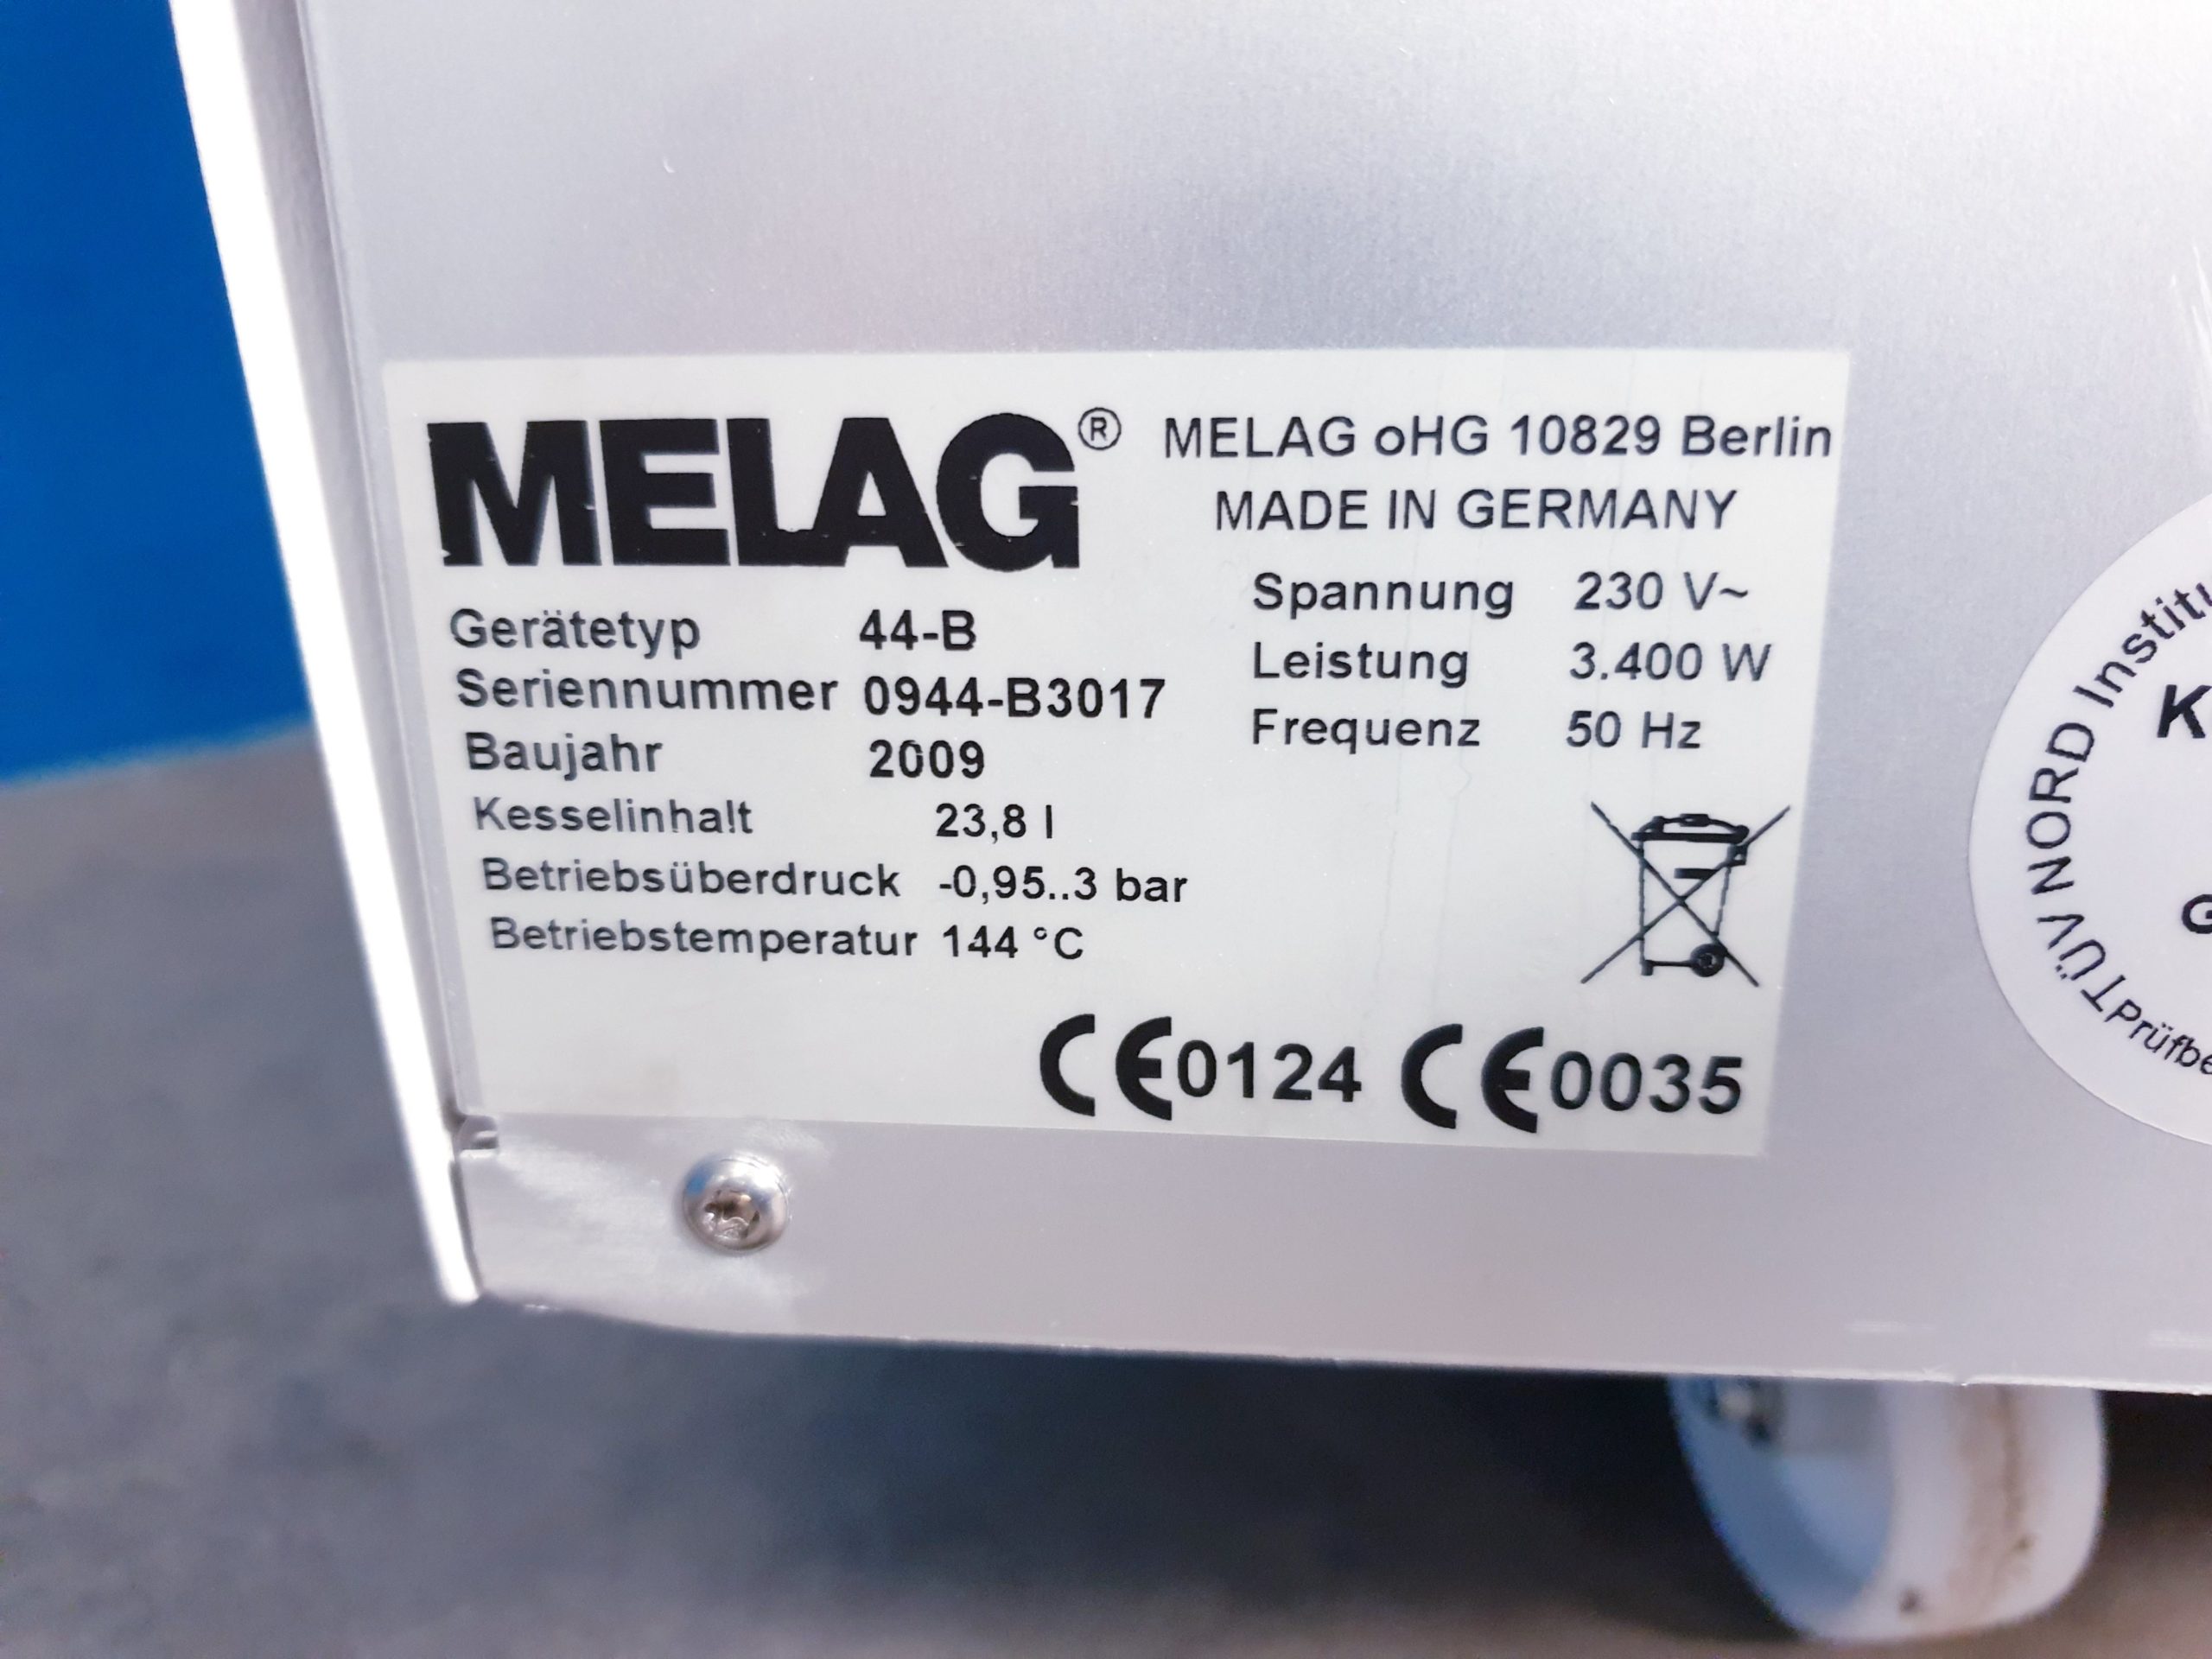 MELAG®
MELAG oHG 10829 Berlin
MADE IN GERMANY
Gerätetyp 44-B
Seriennummer 0944-B3017
Baujahr 2009
Kesselinhalt 23,8 l
Betriebsüberdruck -0,95..3 bar
Betriebstemperatur 144 °C
Spannung 230 V~
Leistung 3.400 W
Frequenz 50 Hz
CE0124 CE0035
TÜV NORD